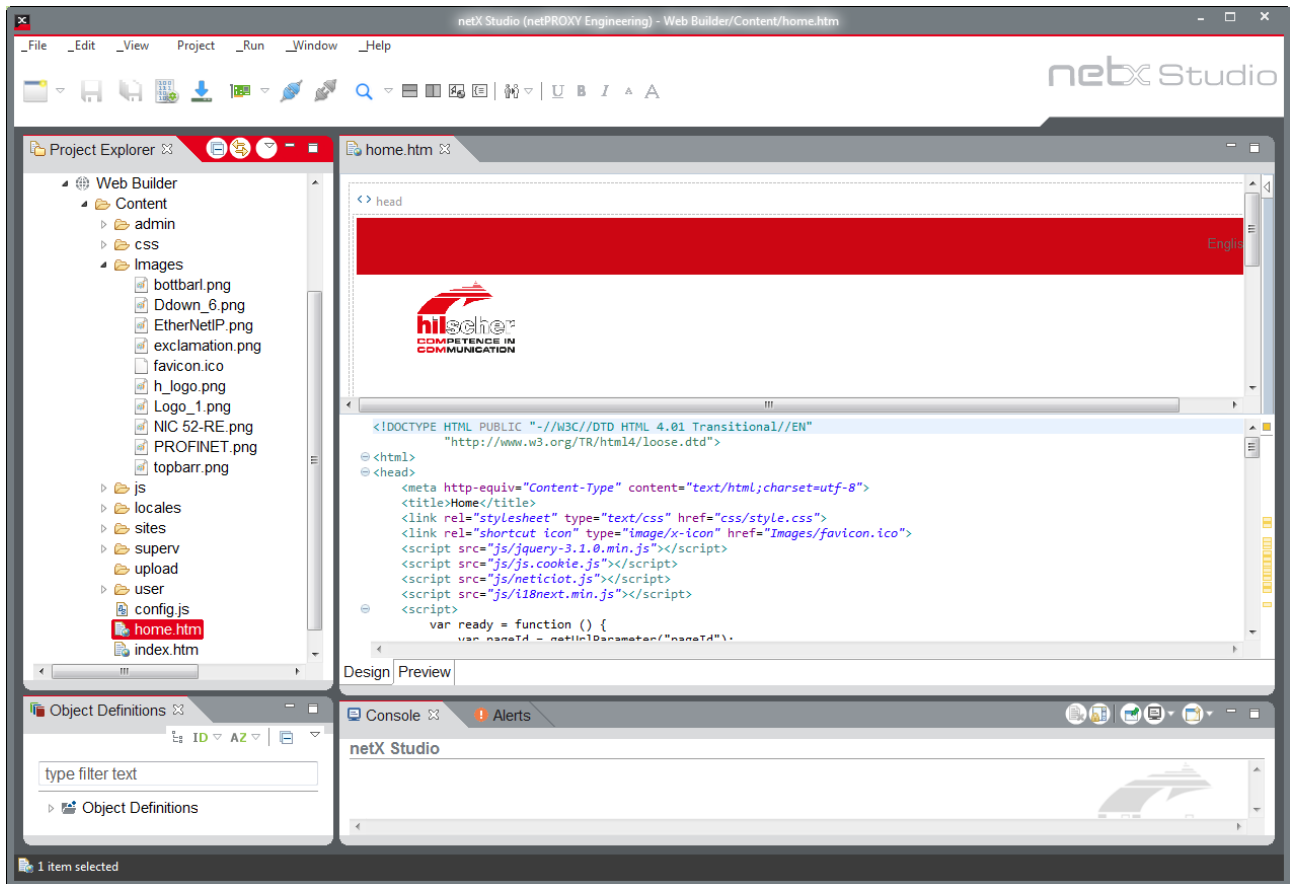 netX Studio (netPROXY Engineering) - Web Builder/Content/home.htm
_File _Edit _View Project _Run _Window _Help
netX Studio
U B I A A
Project Explorer
Web Builder
Content
admin
css
Images
bottbarl.png
Ddown_6.png
EtherNetIP.png
exclamation.png
favicon.ico
h_logo.png
Logo_1.png
NIC 52-RE.png
PROFINET.png
topbarr.png
js
locales
sites
superv
upload
user
config.js
home.htm
index.htm
home.htm
head
Englis
hilscher
COMPETENCE IN
COMMUNICATION
<!DOCTYPE HTML PUBLIC "-//W3C//DTD HTML 4.01 Transitional//EN"
"http://www.w3.org/TR/html4/loose.dtd">
<html>
<head>
<meta http-equiv="Content-Type" content="text/html;charset=utf-8">
<title>Home</title>
<link rel="stylesheet" type="text/css" href="css/style.css">
<link rel="shortcut icon" type="image/x-icon" href="Images/favicon.ico">
<script src="js/jquery-3.1.0.min.js"></script>
<script src="js/js.cookie.js"></script>
<script src="js/neticiot.js"></script>
<script src="js/i18next.min.js"></script>
<script>
var ready = function () {
var pageId = getUrlParameter("pageId");
Design Preview
Object Definitions
ID AZ
type filter text
Object Definitions
Console Alerts
netX Studio
1 item selected